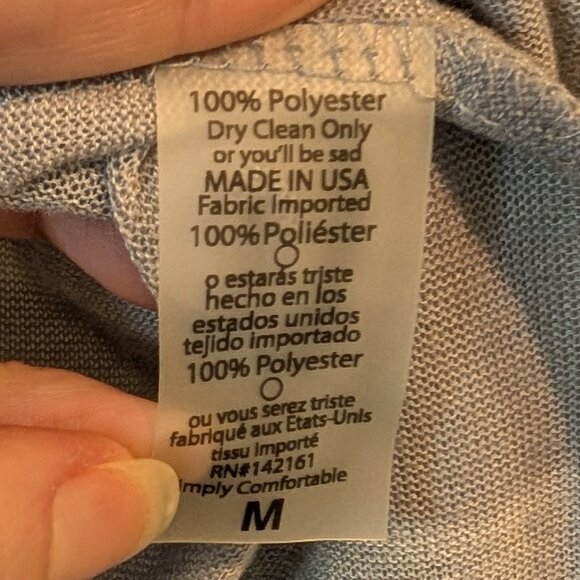 100% Polyester
Dry Clean Only
or you'll be sad
MADE IN USA
Fabric Imported
100% Poliéster
o estarás triste
hecho en los
estados unidos
tejido importado
100% Polyester
ou vous serez triste
fabriqué aux Etats-Unis
tissu importé
RN#142161
imply Comfortable
M